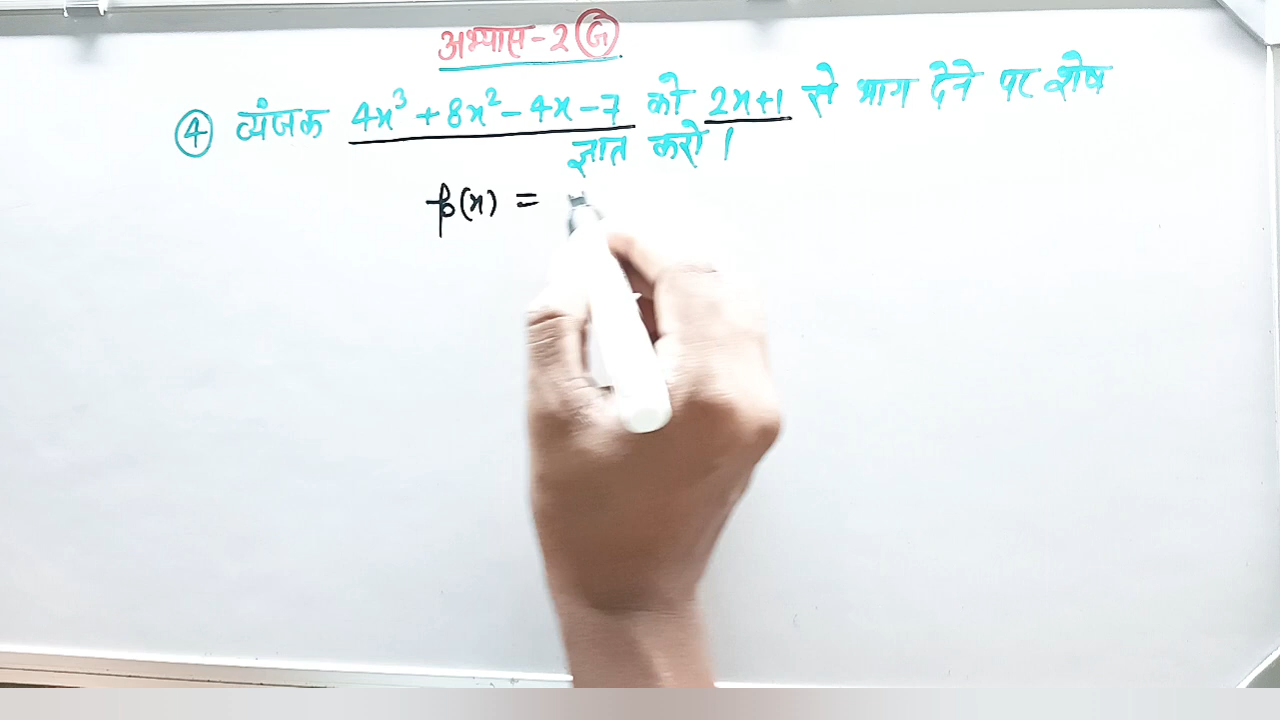 अभ्यास-2 G
4 व्यंजक 4x³ + 8x² - 4x - 7 को 2x+1 से भाग देने पर शेष
ज्ञात करो ।
p(x) =